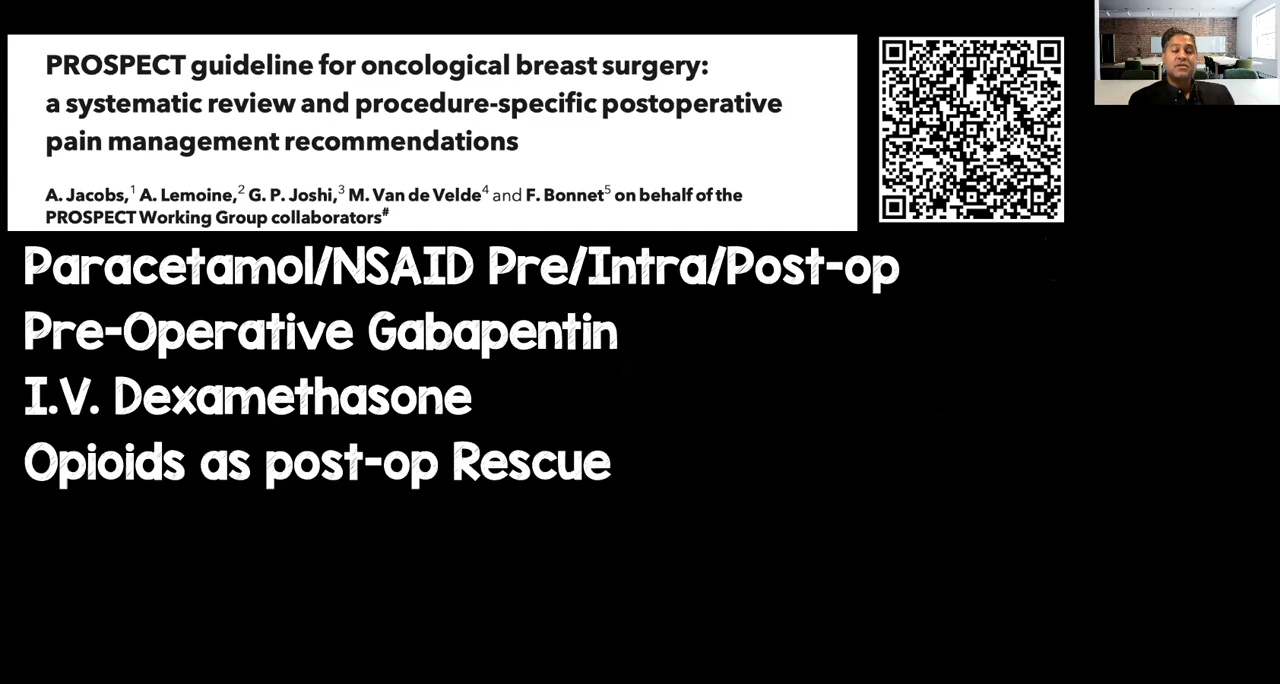 PROSPECT guideline for oncological breast surgery:
a systematic review and procedure-specific postoperative
pain management recommendations
A. Jacobs,1 A. Lemoine,2 G. P. Joshi,3 M. Van de Velde4 and F. Bonnet5 on behalf of the
PROSPECT Working Group collaborators#
Paracetamol/NSAID Pre/Intra/Post-op
Pre-Operative Gabapentin
I.V. Dexamethasone
Opioids as post-op Rescue